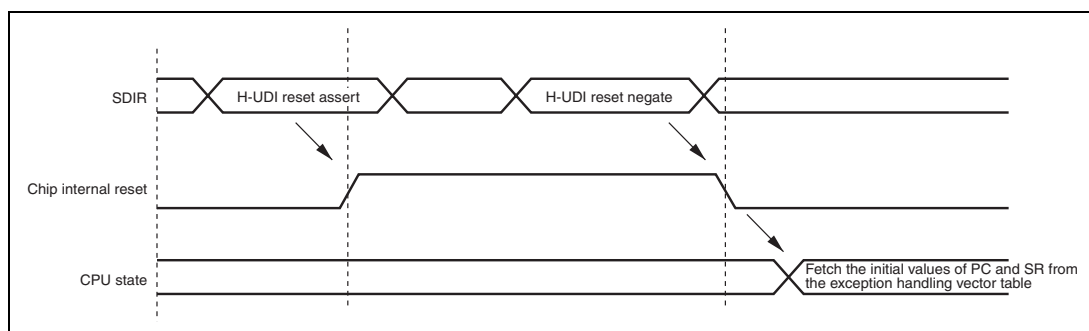 SDIR
H-UDI reset assert
H-UDI reset negate
Chip internal reset
CPU state
Fetch the initial values of PC and SR from
the exception handling vector table